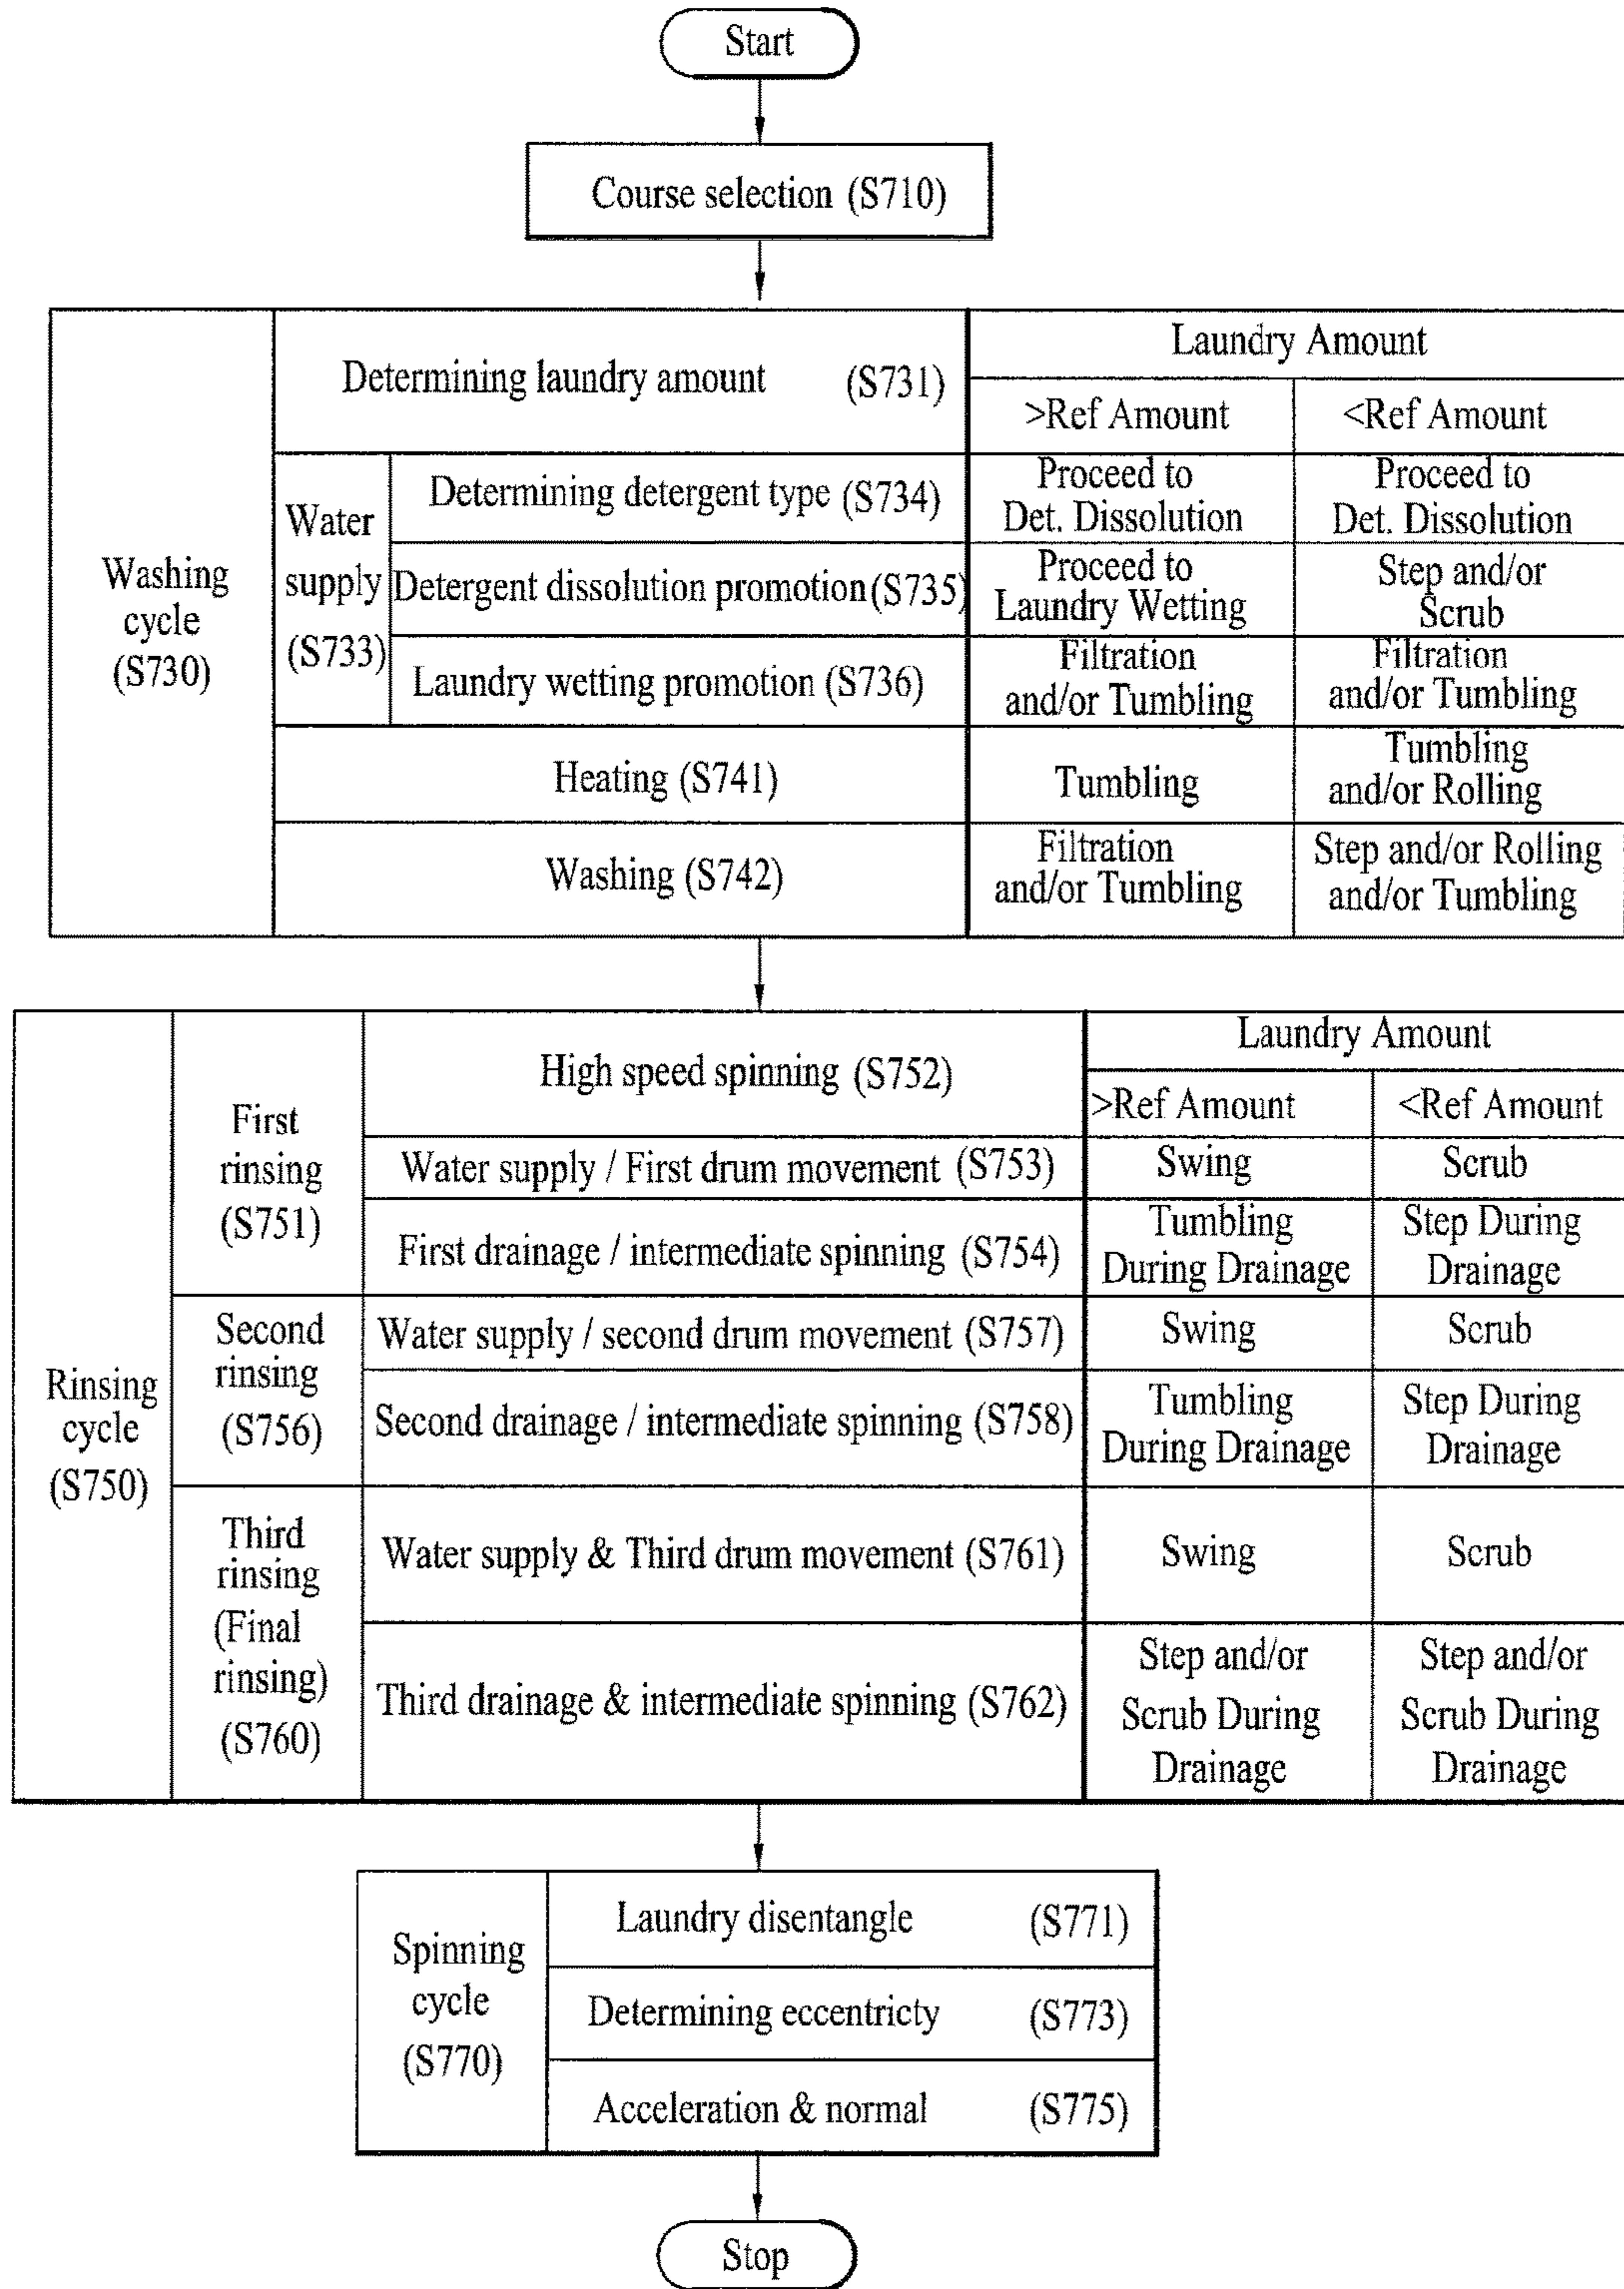 Start
Course selection (S710)
Washing
cycle
(S730)
Determining laundry amount (S731)
Laundry Amount
>Ref Amount
<Ref Amount
Water
supply
(S733)
Determining detergent type (S734)
Proceed to
Det. Dissolution
Proceed to
Det. Dissolution
Detergent dissolution promotion (S735)
Proceed to
Laundry Wetting
Step and/or
Scrub
Laundry wetting promotion (S736)
Filtration
and/or Tumbling
Filtration
and/or Tumbling
Heating (S741)
Tumbling
Tumbling
and/or Rolling
Washing (S742)
Filtration
and/or Tumbling
Step and/or Rolling
and/or Tumbling
Rinsing
cycle
(S750)
First
rinsing
(S751)
High speed spinning (S752)
Laundry Amount
>Ref Amount
<Ref Amount
Water supply / First drum movement (S753)
Swing
Scrub
First drainage / intermediate spinning (S754)
Tumbling
During Drainage
Step During
Drainage
Second
rinsing
(S756)
Water supply / second drum movement (S757)
Swing
Scrub
Second drainage / intermediate spinning (S758)
Tumbling
During Drainage
Step During
Drainage
Third
rinsing
(Final
rinsing)
(S760)
Water supply & Third drum movement (S761)
Swing
Scrub
Third drainage & intermediate spinning (S762)
Step and/or
Scrub During
Drainage
Step and/or
Scrub During
Drainage
Spinning
cycle
(S770)
Laundry disentangle (S771)
Determining eccentricty (S773)
Acceleration & normal (S775)
Stop